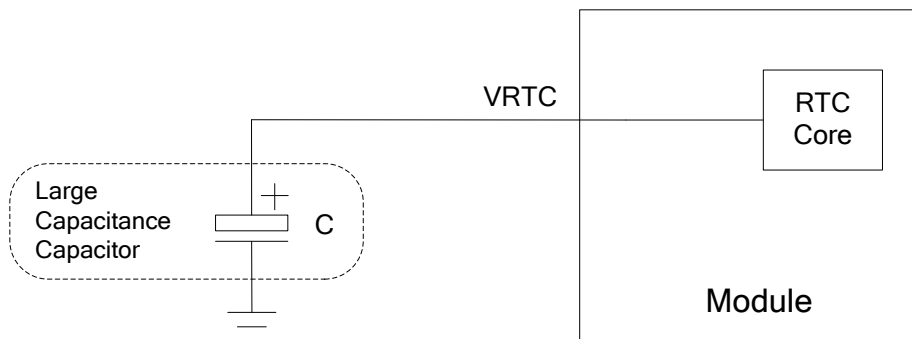 VRTC
RTC
Core
Large
Capacitance
Capacitor
+
C
Module